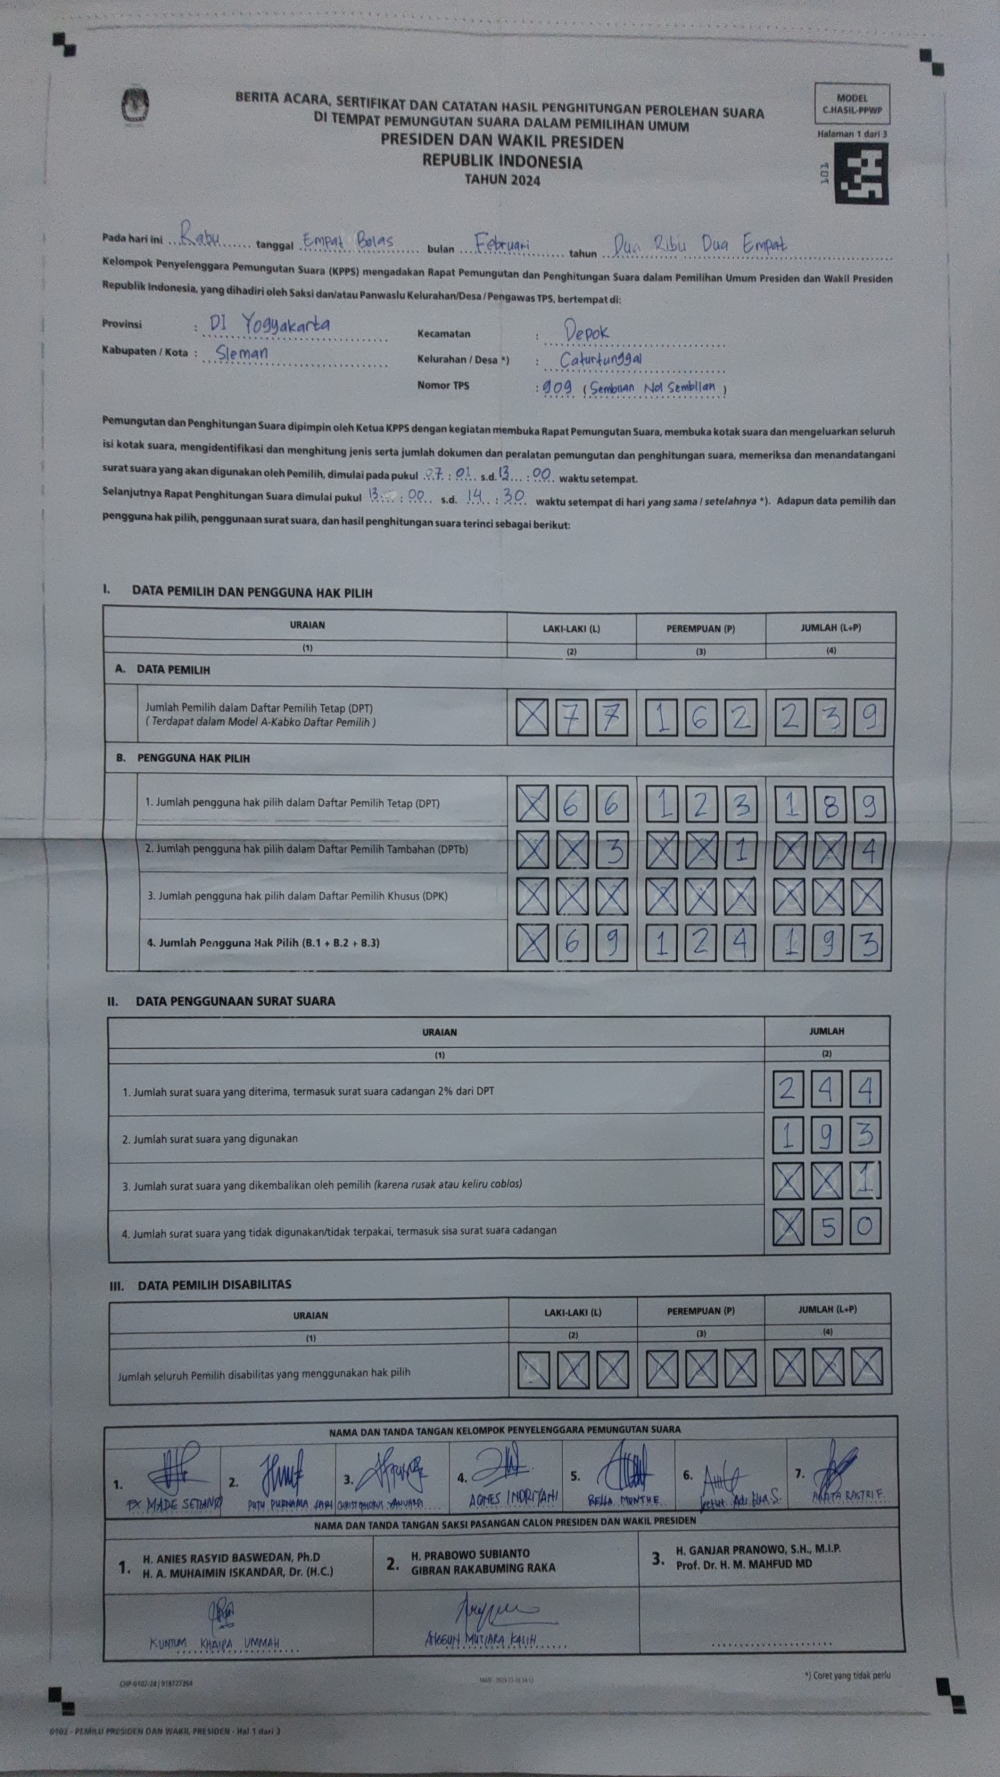 BERITA ACARA, SERTIFIKAT DAN CATATAN HASIL PENGHITUNGAN PEROLEHAN SUARA
DI TEMPAT PEMUNGUTAN SUARA DALAM PEMILIHAN UMUM
PRESIDEN DAN WAKIL PRESIDEN
REPUBLIK INDONESIA
TAHUN 2024
MODEL
C.HASIL-PPWP
Halaman 1 dari 3
101
Pada hari ini Rabu tanggal Empat Belas bulan Februari tahun Dua Ribu Dua Empat
Kelompok Penyelenggara Pemungutan Suara (KPPS) mengadakan Rapat Pemungutan dan Penghitungan Suara dalam Pemilihan Umum Presiden dan Wakil Presiden
Republik Indonesia, yang dihadiri oleh Saksi dan/atau Panwaslu Kelurahan/Desa / Pengawas TPS, bertempat di:
Provinsi : DI Yogyakarta
Kabupaten / Kota : Sleman
Kecamatan : Depok
Kelurahan / Desa *) : Caturtunggal
Nomor TPS : 909 (Sembilan Nol Sembilan)
Pemungutan dan Penghitungan Suara dipimpin oleh Ketua KPPS dengan kegiatan membuka Rapat Pemungutan Suara, membuka kotak suara dan mengeluarkan seluruh
isi kotak suara, mengidentifikasi dan menghitung jenis serta jumlah dokumen dan peralatan pemungutan dan penghitungan suara, memeriksa dan menandatangani
surat suara yang akan digunakan oleh Pemilih, dimulai pada pukul 07 : 01 s.d. 13 : 00 waktu setempat.
Selanjutnya Rapat Penghitungan Suara dimulai pukul 13 : 00 s.d. 14 : 30 waktu setempat di hari yang sama / setelahnya *). Adapun data pemilih dan
pengguna hak pilih, penggunaan surat suara, dan hasil penghitungan suara terinci sebagai berikut:
I. DATA PEMILIH DAN PENGGUNA HAK PILIH
URAIAN LAKI-LAKI (L) PEREMPUAN (P) JUMLAH (L+P)
(1) (2) (3) (4)
A. DATA PEMILIH
Jumlah Pemilih dalam Daftar Pemilih Tetap (DPT)
( Terdapat dalam Model A-Kabko Daftar Pemilih )
X 7 7 1 6 2 2 3 9
B. PENGGUNA HAK PILIH
1. Jumlah pengguna hak pilih dalam Daftar Pemilih Tetap (DPT) X 6 6 1 2 3 1 8 9
2. Jumlah pengguna hak pilih dalam Daftar Pemilih Tambahan (DPTb) X X 3 X X 1 X X 4
3. Jumlah pengguna hak pilih dalam Daftar Pemilih Khusus (DPK) X X X X X X X X X
4. Jumlah Pengguna Hak Pilih (B.1 + B.2 + B.3) X 6 9 1 2 4 1 9 3
II. DATA PENGGUNAAN SURAT SUARA
URAIAN JUMLAH
(1) (2)
1. Jumlah surat suara yang diterima, termasuk surat suara cadangan 2% dari DPT 2 4 4
2. Jumlah surat suara yang digunakan 1 9 3
3. Jumlah surat suara yang dikembalikan oleh pemilih (karena rusak atau keliru coblos) X X 1
4. Jumlah surat suara yang tidak digunakan/tidak terpakai, termasuk sisa surat suara cadangan X 5 0
III. DATA PEMILIH DISABILITAS
URAIAN LAKI-LAKI (L) PEREMPUAN (P) JUMLAH (L+P)
(1) (2) (3) (4)
Jumlah seluruh Pemilih disabilitas yang menggunakan hak pilih X X X X X X X X X
NAMA DAN TANDA TANGAN KELOMPOK PENYELENGGARA PEMUNGUTAN SUARA
1. 2. 3. 4. 5. 6. 7.
FX MADE SETIANO PUTU PURNAMA SARI AGNES INDRIYANI BELLA MUNTHE
NAMA DAN TANDA TANGAN SAKSI PASANGAN CALON PRESIDEN DAN WAKIL PRESIDEN
1. H. ANIES RASYID BASWEDAN, Ph.D
H. A. MUHAIMIN ISKANDAR, Dr. (H.C.)
2. H. PRABOWO SUBIANTO
GIBRAN RAKABUMING RAKA
3. H. GANJAR PRANOWO, S.H., M.I.P.
Prof. Dr. H. M. MAHFUD MD
KUNTUM KHAIRA UMMAH
ANGGUN MUTIARA KASIH
*) Coret yang tidak perlu
0102 - PEMILU PRESIDEN DAN WAKIL PRESIDEN - Hal 1 dari 3